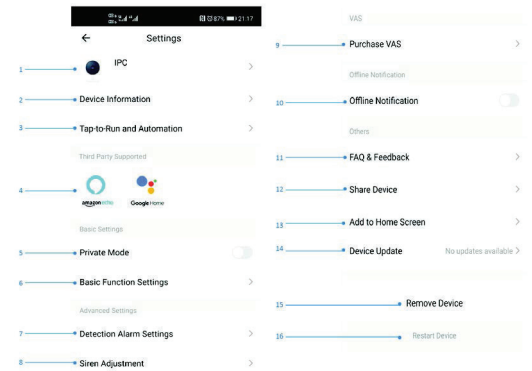 87% 21:17
Settings
1 IPC
2 Device Information
3 Tap-to-Run and Automation
Third Party Supported
4
amazon echo Google Home
Basic Settings
5 Private Mode
6 Basic Function Settings
Advanced Settings
7 Detection Alarm Settings
8 Siren Adjustment
VAS
9 Purchase VAS
Offline Notification
10 Offline Notification
Others
11 FAQ & Feedback
12 Share Device
13 Add to Home Screen
14 Device Update No updates available
15 Remove Device
16 Restart Device